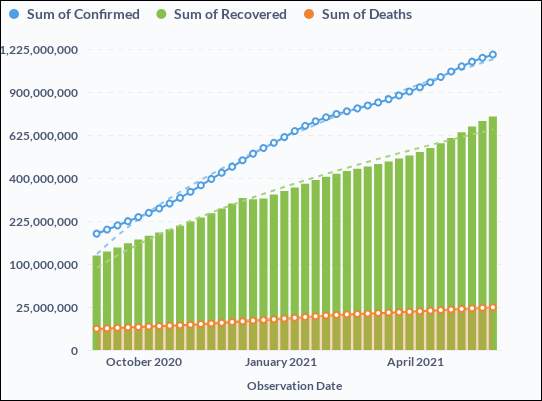 Sum of Confirmed Sum of Recovered Sum of Deaths
1,225,000,000
900,000,000
625,000,000
400,000,000
225,000,000
100,000,000
25,000,000
0
October 2020 January 2021 April 2021
Observation Date